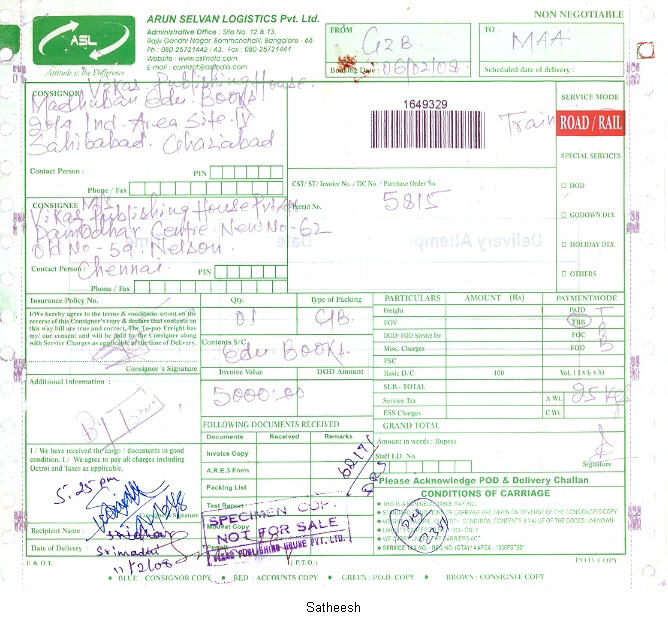 ARUN SELVAN LOGISTICS Pvt. Ltd.
Administrative Office : Site No. 12 & 13,
Rajiv Gandhi Nagar, Bommanahalli, Bangalore - 68.
Ph : 080-25721442 / 43. Fax : 080-25721441
Website : www.aslindia.com
E-mail : contact@aslindia.com
ASL
Attitude is the Difference
NON NEGOTIABLE
FROM
GZB
Booking Date : 06/02/08
TO .
MAA
Scheduled date of delivery :
CONSIGNOR
Vikas Publishing House.
Madhuban Edu. Books
20/4 Ind. Area Site-IV
Sahibabad. Ghaziabad.
Contact Person :
PIN
Phone / Fax
1649329
Train
SERVICE MODE
ROAD / RAIL
SPECIAL SERVICES
DOD
GODOWN DLY.
HOLIDAY DLY.
OTHERS
CST/ ST/ Invoice No. / DC No. / Purchase Order No.
Permit No.
5815
CONSIGNEE
M/s
Vikas Publishing House Pvt Ltd
Damodhar Centre. New No-62
Old No-59. Nelson.
Chennai
Contact Person :
PIN
Phone / Fax
Insurance Policy No.
I/We hereby agree to the terms & conditions setout on the
reverse of this Consignor's copy & declare that contents on
this way bill are true and correct. The To-pay Freight has
my/ our consent and will be paid by the Consignee along
with Service Charges as applicable at the time of Delivery.
Consignor 's Signature
Additional Information :
By Train
Qty.
01
Type of Packing
C/B.
Contents S.C.
Edu. Books.
Invoice Value
DOD Amount
5000=00
FOLLOWING DOCUMENTS RECEIVED
Documents Received Remarks
Invoice Copy
A.R.E.3 Form
Packing List
Test Report
PARTICULARS AMOUNT (Rs) PAYMENTMODE
Freight PAID
FOV TBB
DOD/ FOD Service fee FOC
Misc. Charges FOD
FSC
Basic D/C 100 Vol. ( l x b x h)
SUB - TOTAL
Service Tax A Wt. 25 Kg
ESS Charges C Wt.
GRAND TOTAL
Amount in words : Rupees
Staff I.D. No.
Signature
Please Acknowledge POD & Delivery Challan
CONDITIONS OF CARRIAGE
THIS IS A NON NEGOTIABLE WAY BILL
I / We have received the cargo / documents in good
condition. I / We agree to pay all charges including
Octroi and /taxes as applicable.
5.25 pm
Signature
Recipient Name :
Sridhar
Srimadhi
Date of Delivery :
11/2/08
SPECIMEN COPY
NOT FOR SALE
VIKAS PUBLISHING HOUSE PVT. LTD.
E & O E
(P.T.O.)
P.O.D. COPY
BLUE : CONSIGNOR COPY RED : ACCOUNTS COPY GREEN : P.O.D. COPY BROWN : CONSIGNEE COPY
Satheesh